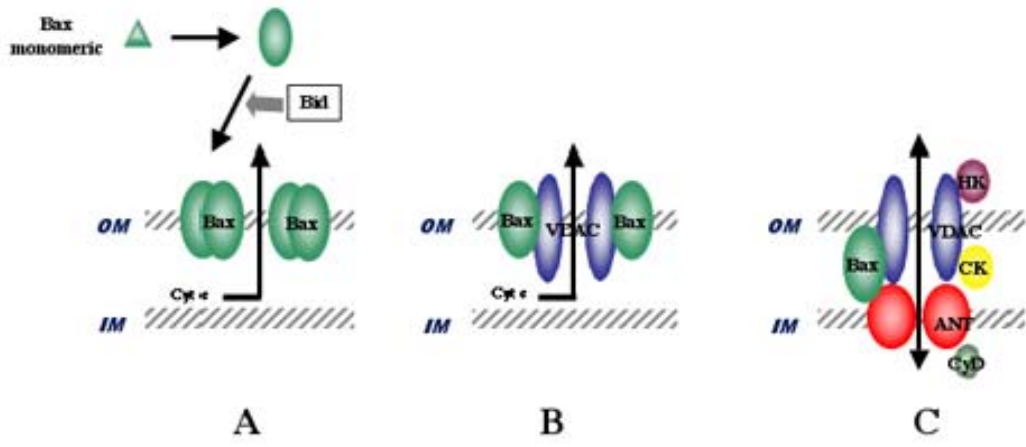 Bax
monomeric
Bid
Bax
Bax
OM
Cyt c
IM
A
Bax
VDAC
Bax
OM
Cyt c
IM
B
HK
OM
VDAC
Bax
CK
IM
ANT
CyD
C